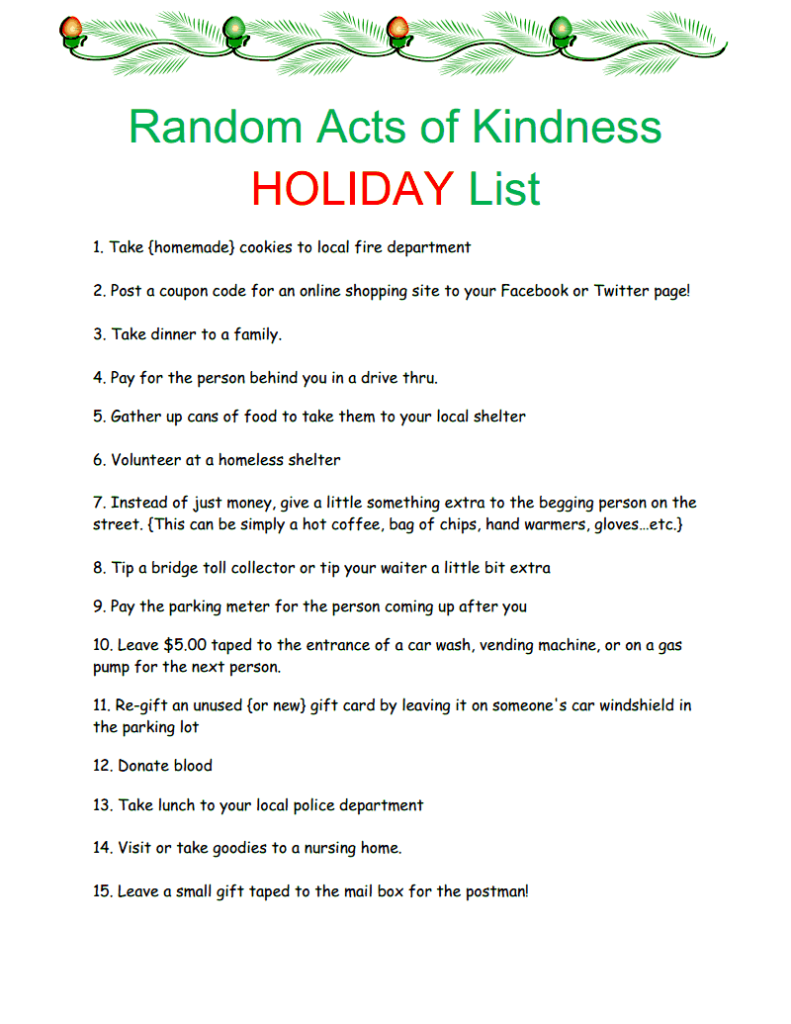 Random Acts of Kindness
HOLIDAY List
1. Take {homemade} cookies to local fire department
2. Post a coupon code for an online shopping site to your Facebook or Twitter page!
3. Take dinner to a family.
4. Pay for the person behind you in a drive thru.
5. Gather up cans of food to take them to your local shelter
6. Volunteer at a homeless shelter
7. Instead of just money, give a little something extra to the begging person on the
street. {This can be simply a hot coffee, bag of chips, hand warmers, gloves...etc.}
8. Tip a bridge toll collector or tip your waiter a little bit extra
9. Pay the parking meter for the person coming up after you
10. Leave $5.00 taped to the entrance of a car wash, vending machine, or on a gas
pump for the next person.
11. Re-gift an unused {or new} gift card by leaving it on someone's car windshield in
the parking lot
12. Donate blood
13. Take lunch to your local police department
14. Visit or take goodies to a nursing home.
15. Leave a small gift taped to the mail box for the postman!